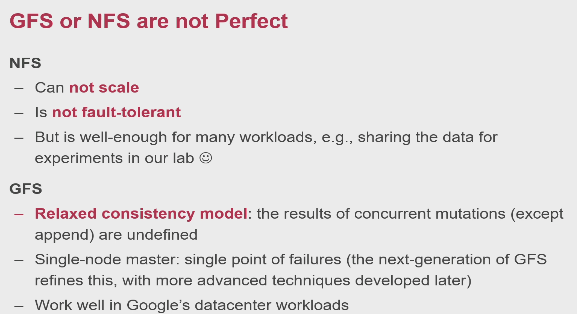 GFS or NFS are not Perfect
NFS
– Can not scale
– Is not fault-tolerant
– But is well-enough for many workloads, e.g., sharing the data for
experiments in our lab ☺
GFS
– Relaxed consistency model: the results of concurrent mutations (except
append) are undefined
– Single-node master: single point of failures (the next-generation of GFS
refines this, with more advanced techniques developed later)
– Work well in Google's datacenter workloads